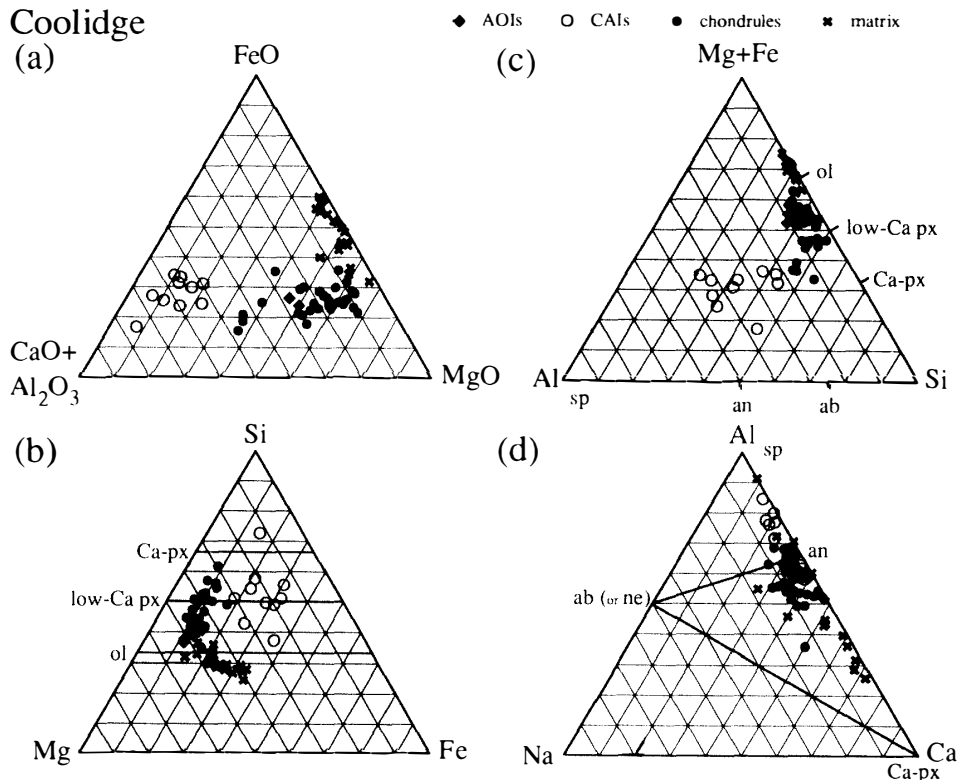 Coolidge
AOIs CAIs chondrules matrix
(a)
FeO
CaO+
Al₂O₃
MgO
(c)
Mg+Fe
ol
low-Ca px
Ca-px
Al
Si
sp
an
ab
(b)
Si
Ca-px
low-Ca px
ol
Mg
Fe
(d)
Al
sp
an
ab (or ne)
Na
Ca
Ca-px